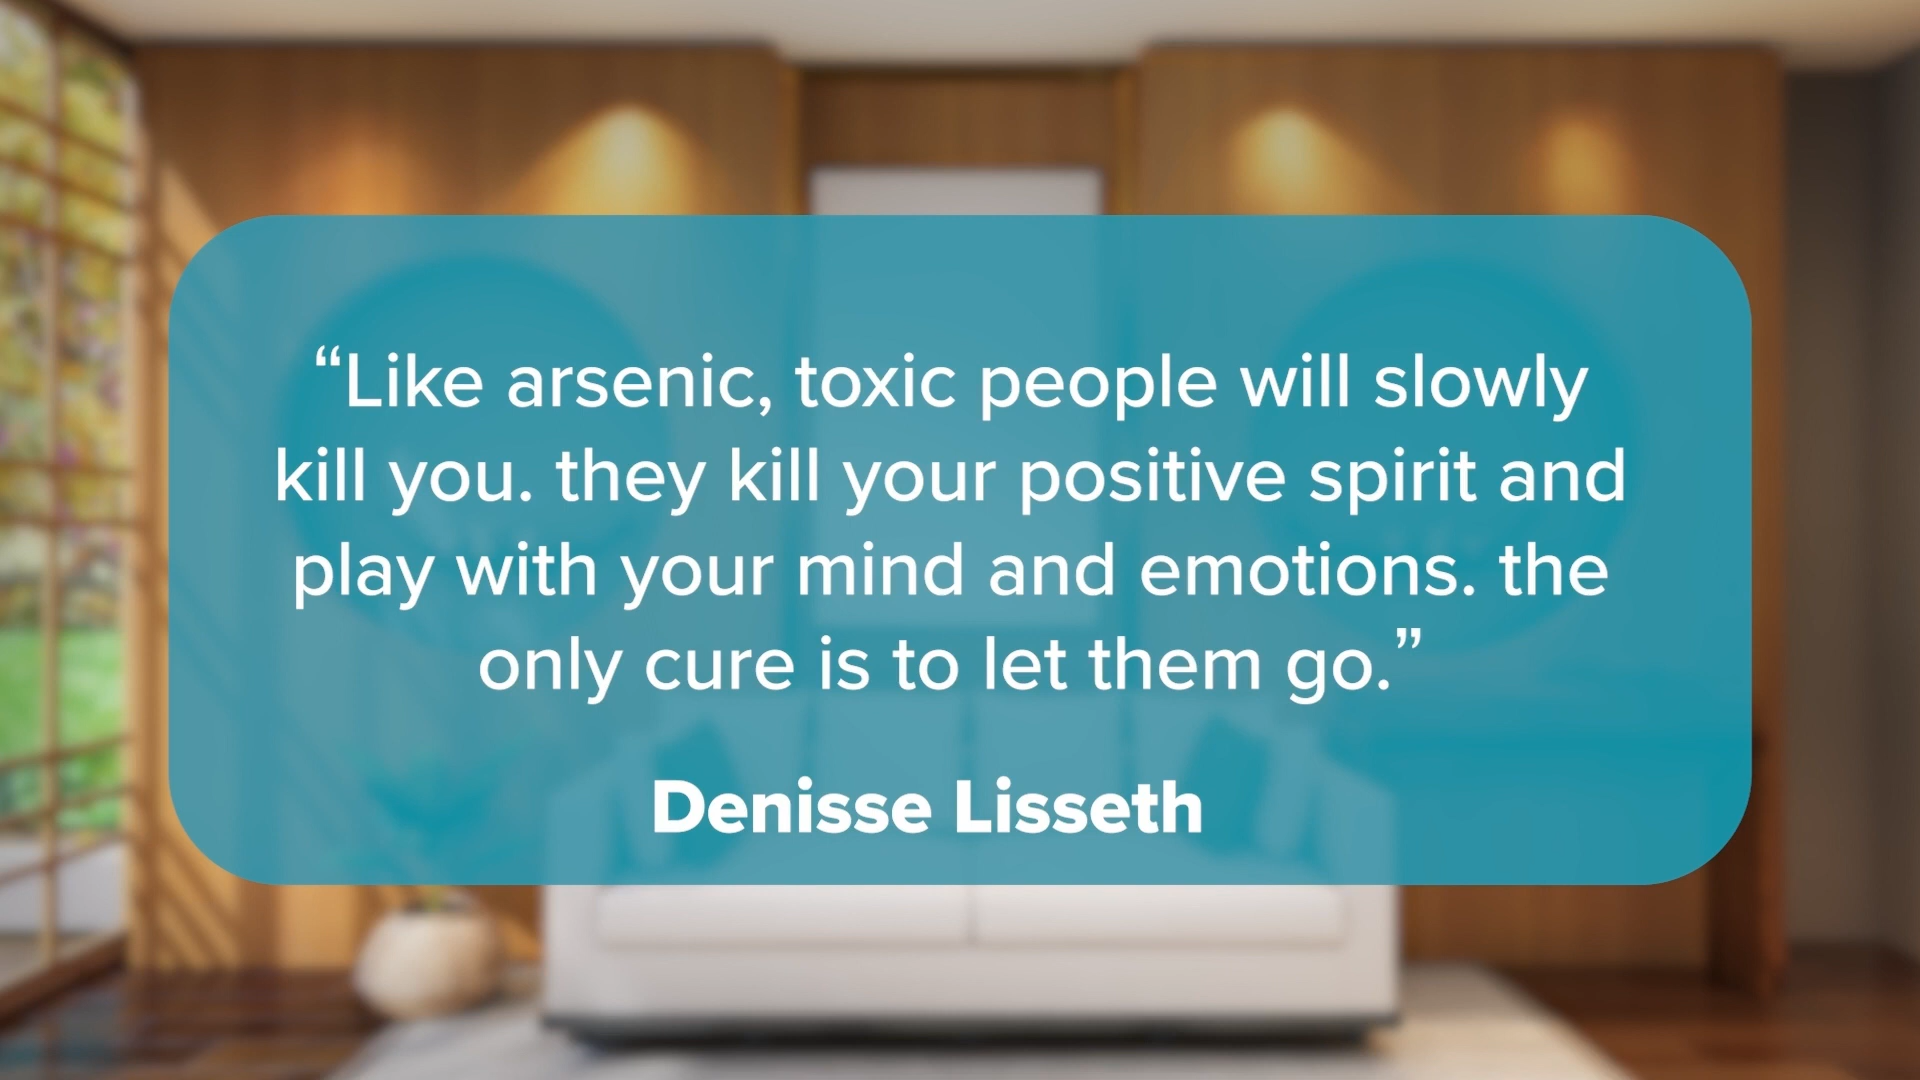 “Like arsenic, toxic people will slowly
kill you. they kill your positive spirit and
play with your mind and emotions. the
only cure is to let them go.”
Denisse Lisseth